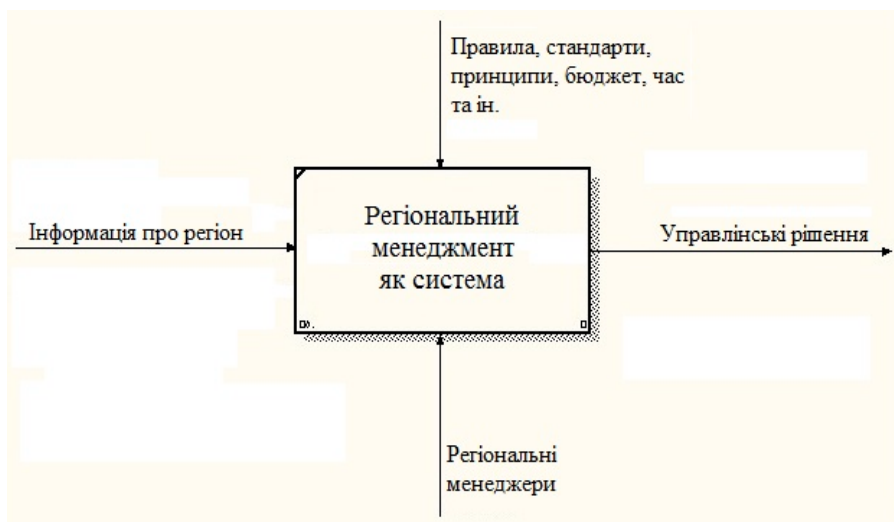 Правила, стандарти,
принципи, бюджет, час
та ін.
Інформація про регіон
Регіональний
менеджмент
як система
Управлінські рішення
Регіональні
менеджери